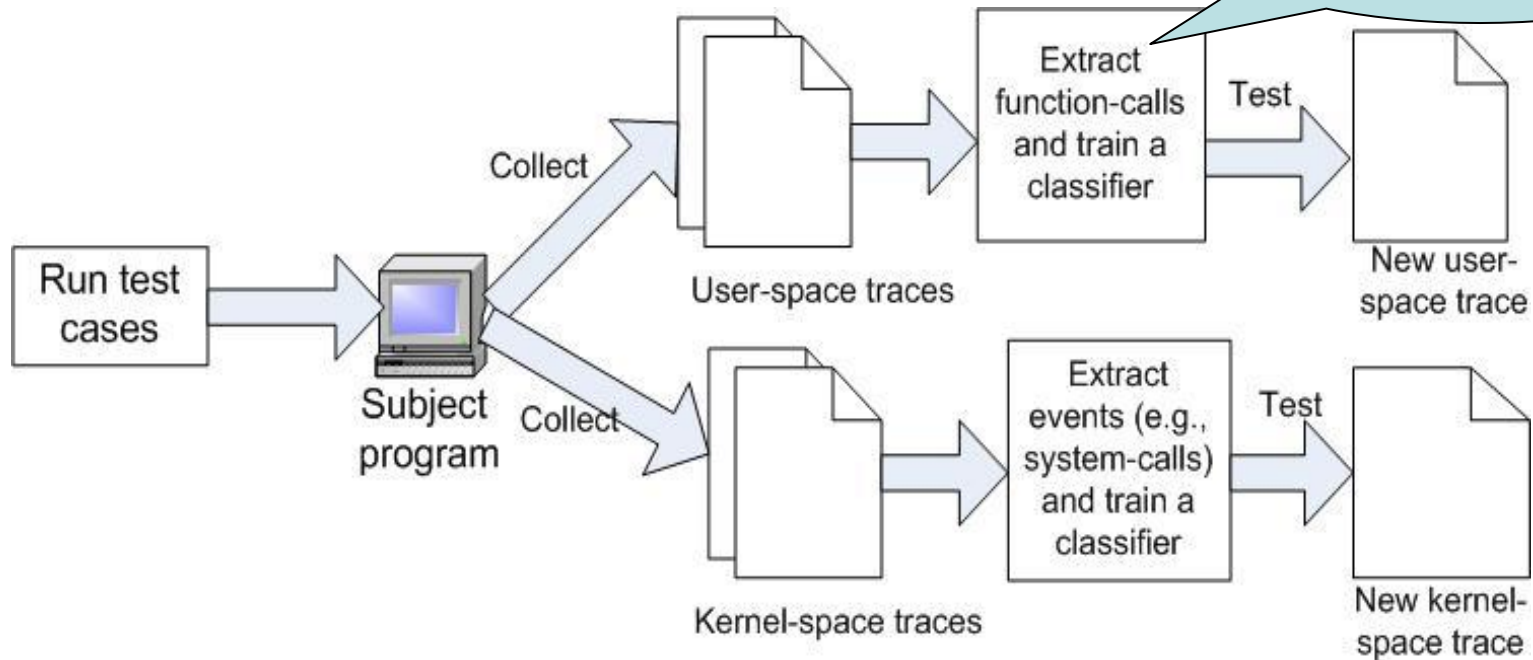 Run test
cases
Subject
program
Collect
Collect
User-space traces
Extract
function-calls
and train a
classifier
Test
New user-
space trace
Kernel-space traces
Extract
events (e.g.,
system-calls)
and train a
classifier
Test
New kernel-
space trace